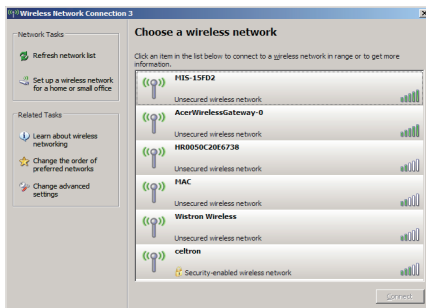 Wireless Network Connection 3
Network Tasks
Refresh network list
Set up a wireless network
for a home or small office
Related Tasks
Learn about wireless
networking
Change the order of
preferred networks
Change advanced
settings
Choose a wireless network
Click an item in the list below to connect to a wireless network in range or to get more
information.
MIS-15FD2
Unsecured wireless network
AcerWirelessGateway-0
Unsecured wireless network
HR0050C20E6738
Unsecured wireless network
MAC
Unsecured wireless network
Wistron Wireless
Unsecured wireless network
celtron
Security-enabled wireless network
Connect